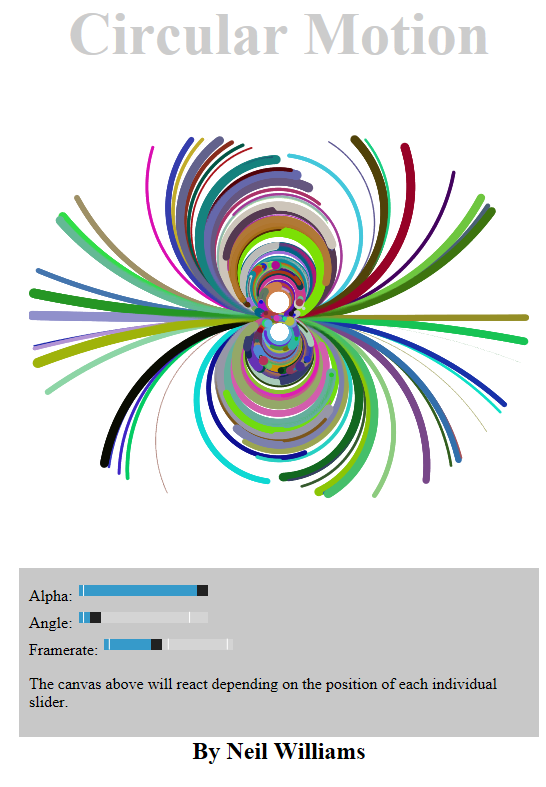 Circular Motion
Alpha:
Angle:
Framerate:
The canvas above will react depending on the position of each individual
slider.
By Neil Williams